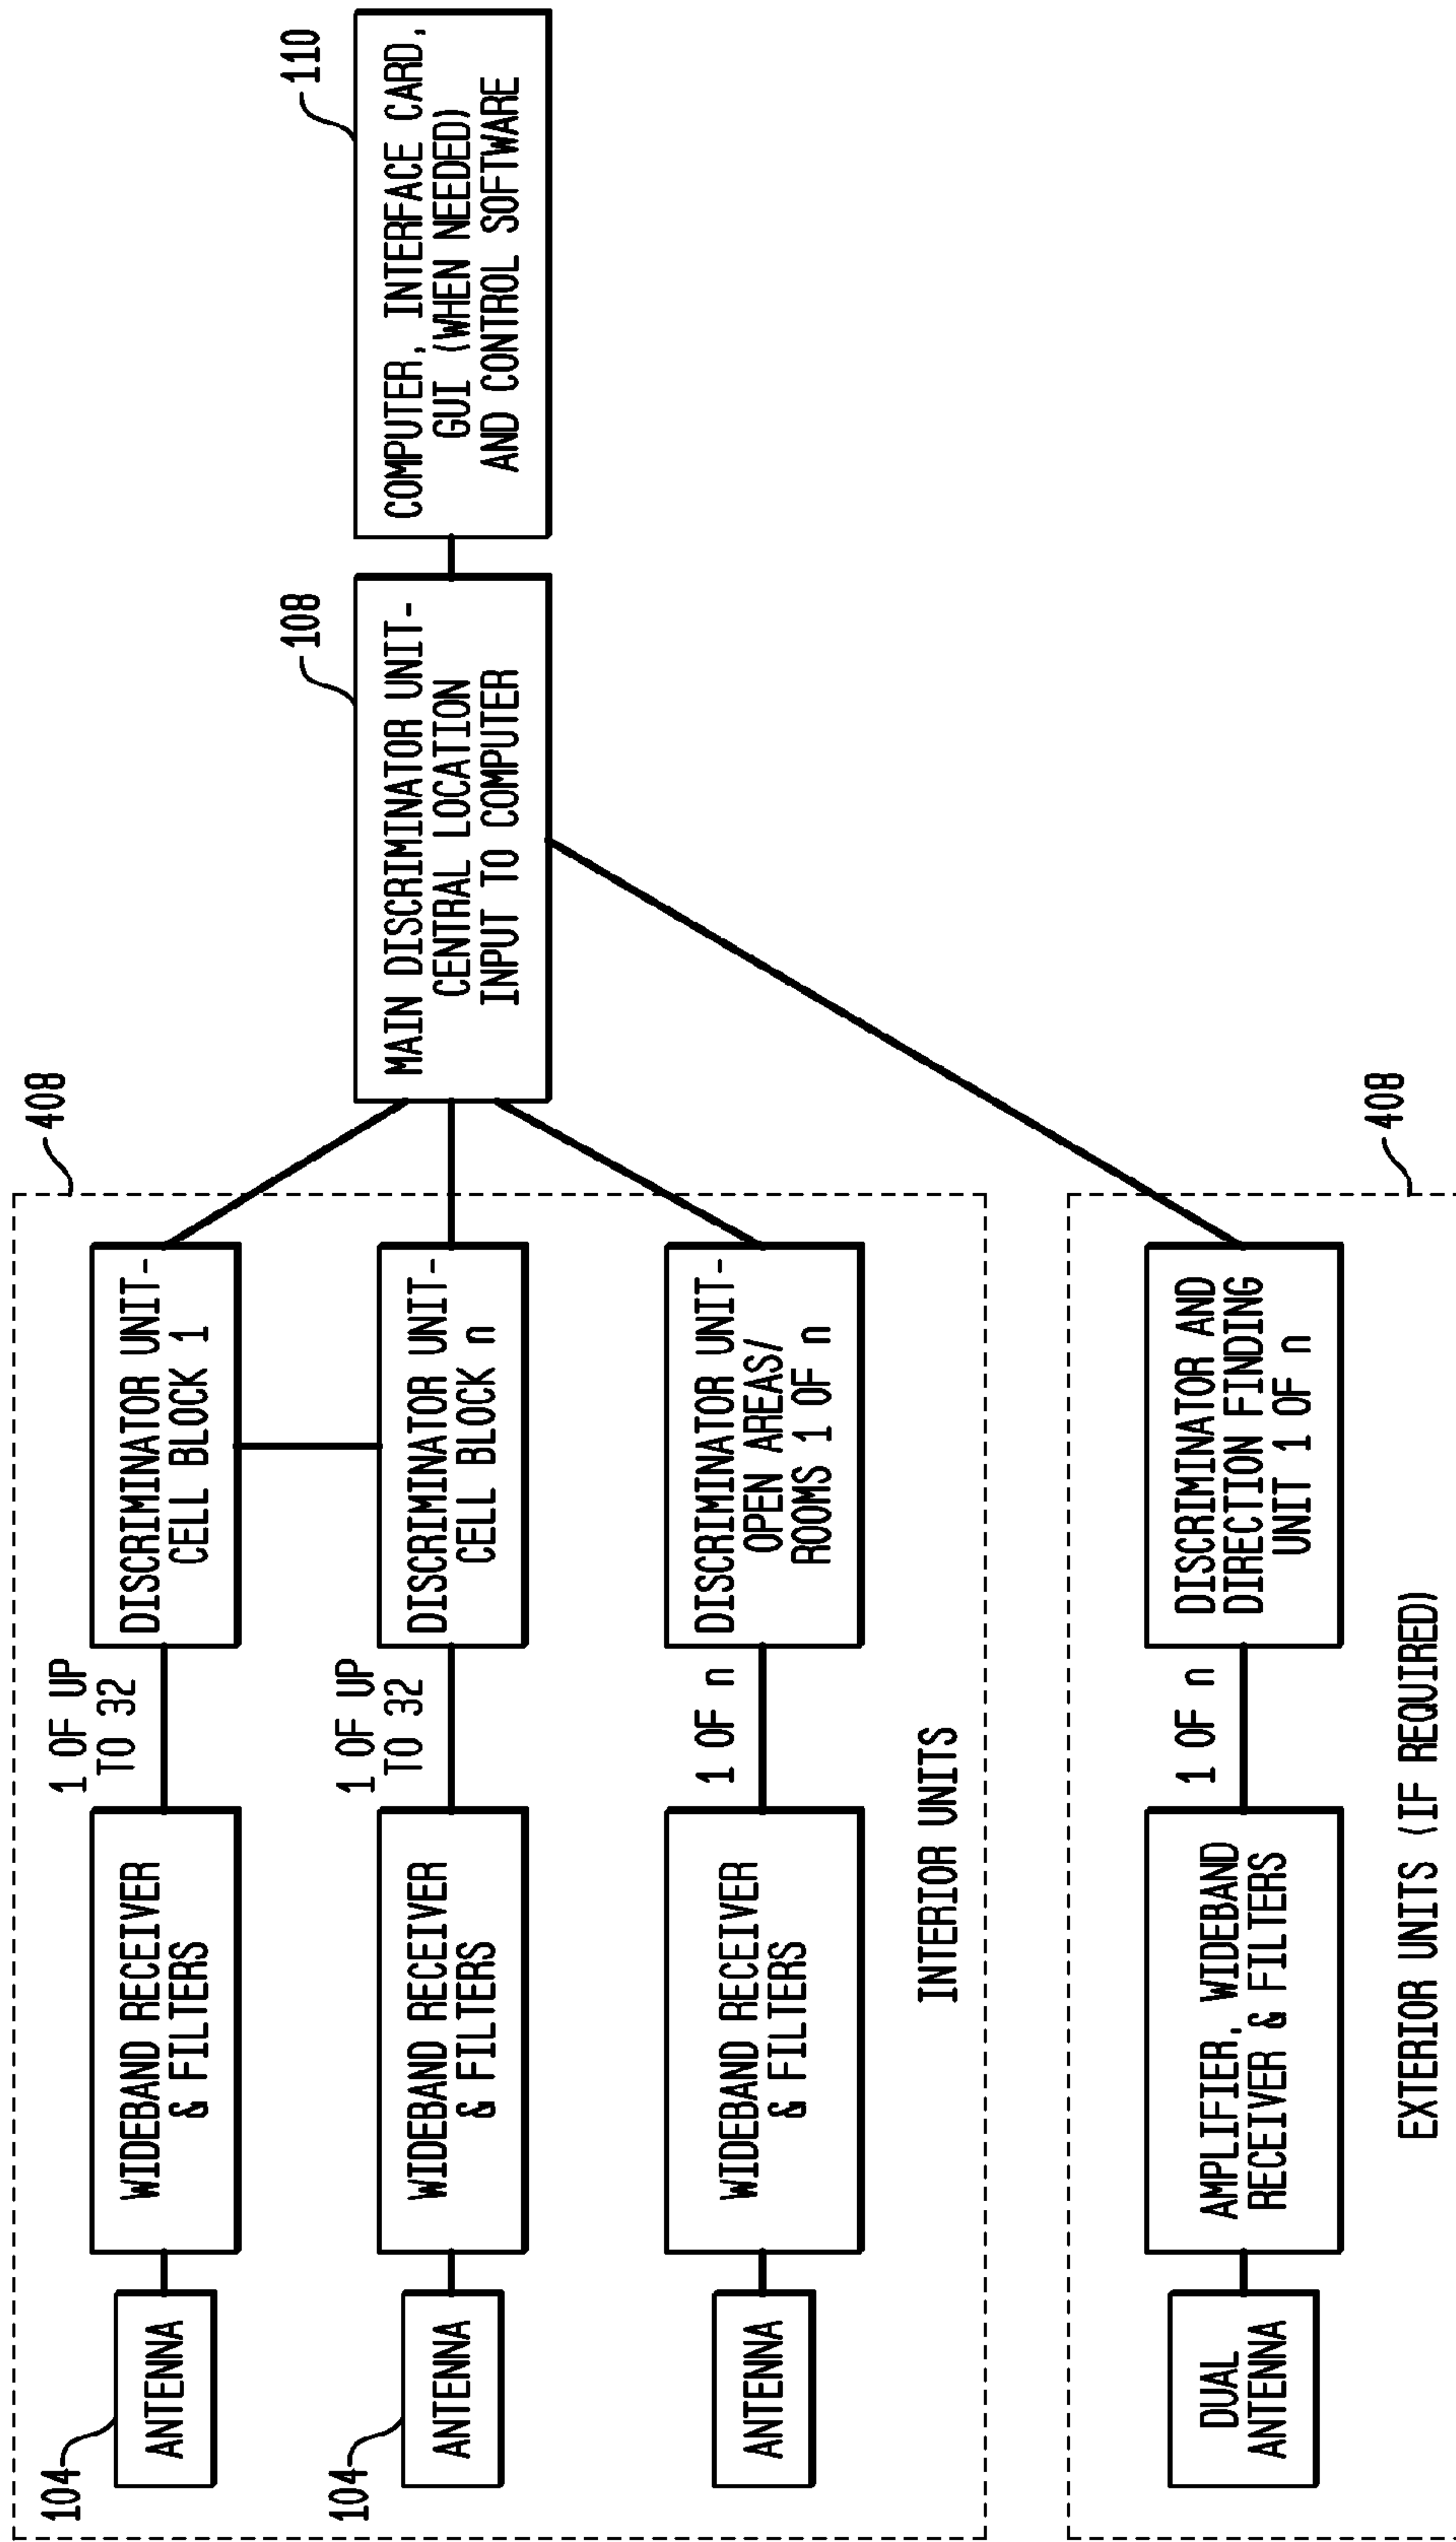 408
104
ANTENNA
WIDEBAND RECEIVER
& FILTERS
1 OF UP
TO 32
DISCRIMINATOR UNIT-
CELL BLOCK 1
104
ANTENNA
WIDEBAND RECEIVER
& FILTERS
1 OF UP
TO 32
DISCRIMINATOR UNIT-
CELL BLOCK n
ANTENNA
WIDEBAND RECEIVER
& FILTERS
1 OF n
DISCRIMINATOR UNIT-
OPEN AREAS/
ROOMS 1 OF n
INTERIOR UNITS
108
MAIN DISCRIMINATOR UNIT-
CENTRAL LOCATION
INPUT TO COMPUTER
110
COMPUTER, INTERFACE CARD,
GUI (WHEN NEEDED)
AND CONTROL SOFTWARE
408
DUAL
ANTENNA
AMPLIFIER, WIDEBAND
RECEIVER & FILTERS
1 OF n
DISCRIMINATOR AND
DIRECTION FINDING
UNIT 1 OF n
EXTERIOR UNITS (IF REQUIRED)